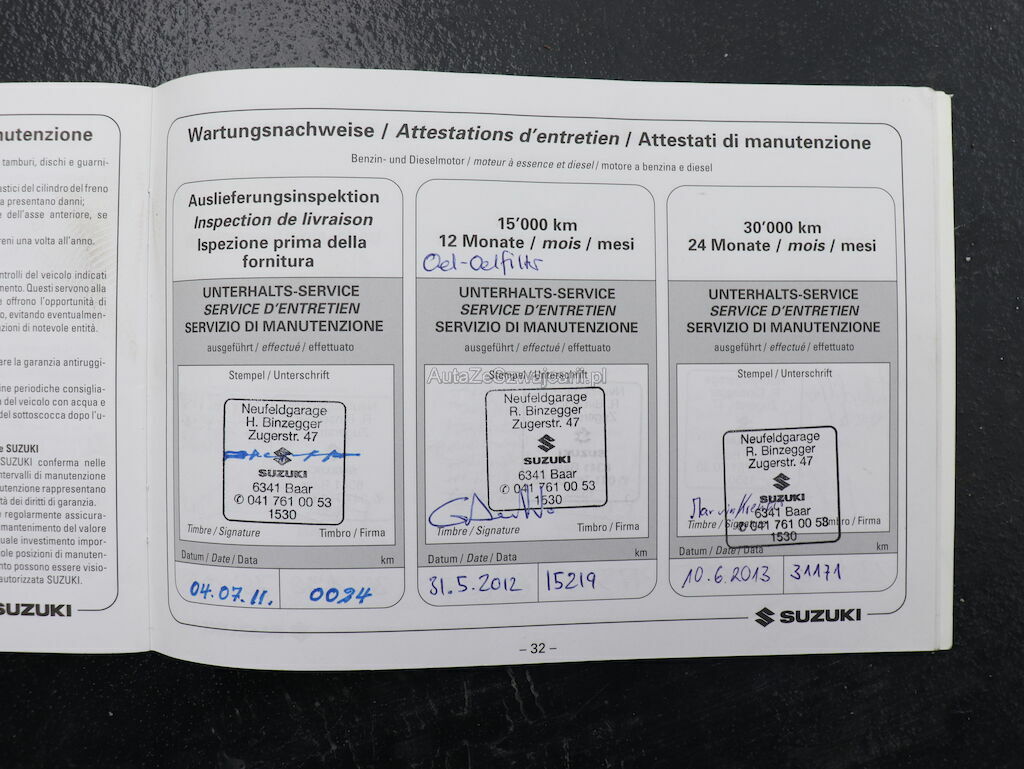 nutenzione
tamburi, dischi e guarni-
astici del cilindro del freno
a presentano danni;
e dell'asse anteriore, se
reni una volta all'anno.
ntrolli del veicolo indicati
mento. Questi servono alla
e offrono l'opportunità di
o, evitando eventualmen-
azioni di notevole entità.
are la garanzia antiruggi-
ine periodiche consiglia-
n del veicolo con acqua e
del sottoscocca dopo l'u-
e SUZUKI
SUZUKI conferma nelle
ntervalli di manutenzione
utenzione rappresentano
tà dei diritti di garanzia.
e regolarmente assicura-
mantenimento del valore
uale investimento impor-
ole posizioni di manuten-
nto possono essere visio-
autorizzata SUZUKI.
SUZUKI
Wartungsnachweise / Attestations d'entretien / Attestati di manutenzione
Benzin- und Dieselmotor / moteur à essence et diesel / motore a benzina e diesel
Auslieferungsinspektion
Inspection de livraison
Ispezione prima della
fornitura
UNTERHALTS-SERVICE
SERVICE D'ENTRETIEN
SERVIZIO DI MANUTENZIONE
ausgeführt / effectué / effettuato
Stempel / Unterschrift
Neufeldgarage
H. Binzegger
Zugerstr. 47
SUZUKI
6341 Baar
✆ 041 761 00 53
1530
Timbre / Signature Timbro / Firma
Datum / Date / Data km
04.07.11. 0024
15'000 km
12 Monate / mois / mesi
Oel-Oelfilter
UNTERHALTS-SERVICE
SERVICE D'ENTRETIEN
SERVIZIO DI MANUTENZIONE
ausgeführt / effectué / effettuato
Stempel / Unterschrift
AutaZeSzwajcarii.pl
Neufeldgarage
R. Binzegger
Zugerstr. 47
SUZUKI
6341 Baar
✆ 041 761 00 53
1530
Timbre / Signature Timbro / Firma
Datum / Date / Data km
31.5.2012 15219
30'000 km
24 Monate / mois / mesi
UNTERHALTS-SERVICE
SERVICE D'ENTRETIEN
SERVIZIO DI MANUTENZIONE
ausgeführt / effectué / effettuato
Stempel / Unterschrift
Neufeldgarage
R. Binzegger
Zugerstr. 47
SUZUKI
6341 Baar
✆ 041 761 00 53
1530
Timbre / Signature Timbro / Firma
Datum / Date / Data km
10.6.2013 31171
SUZUKI
– 32 –